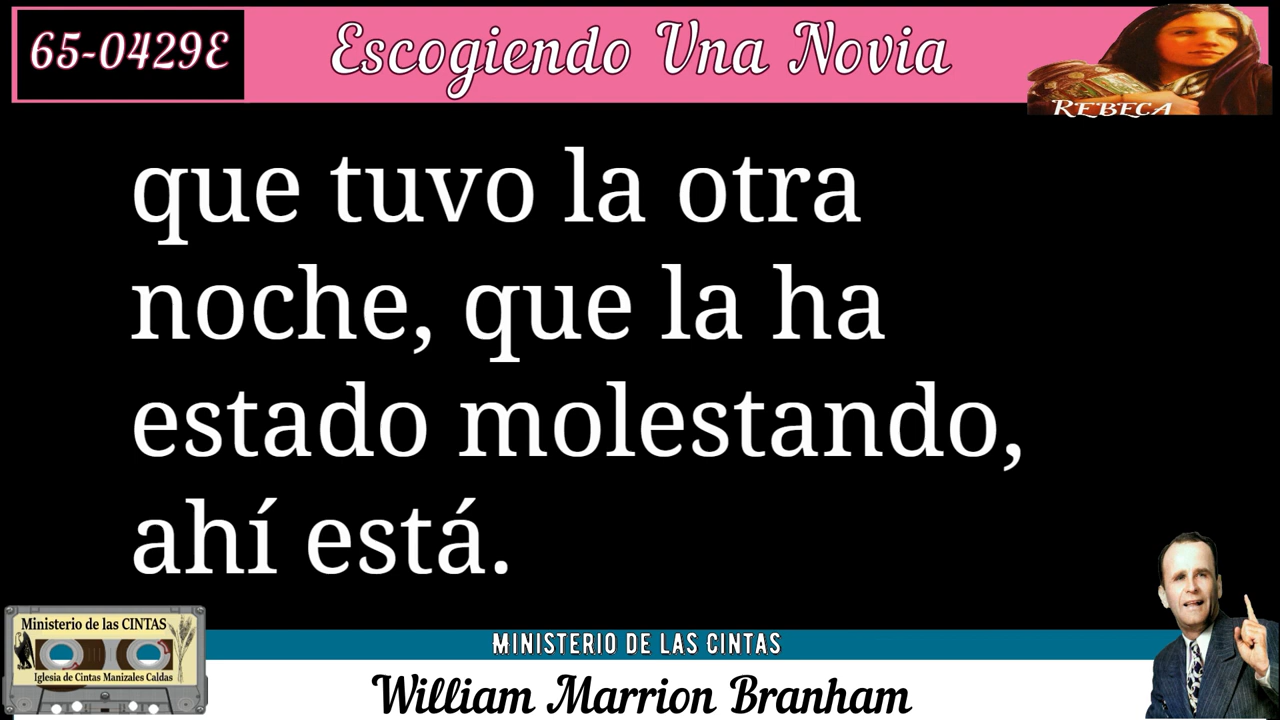 65-0429E
Escogiendo Una Novia
REBECA
que tuvo la otra
noche, que la ha
estado molestando,
ahí está.
Ministerio de las CINTAS
Iglesia de Cintas Manizales Caldas
MINISTERIO DE LAS CINTAS
William Marrion Branham